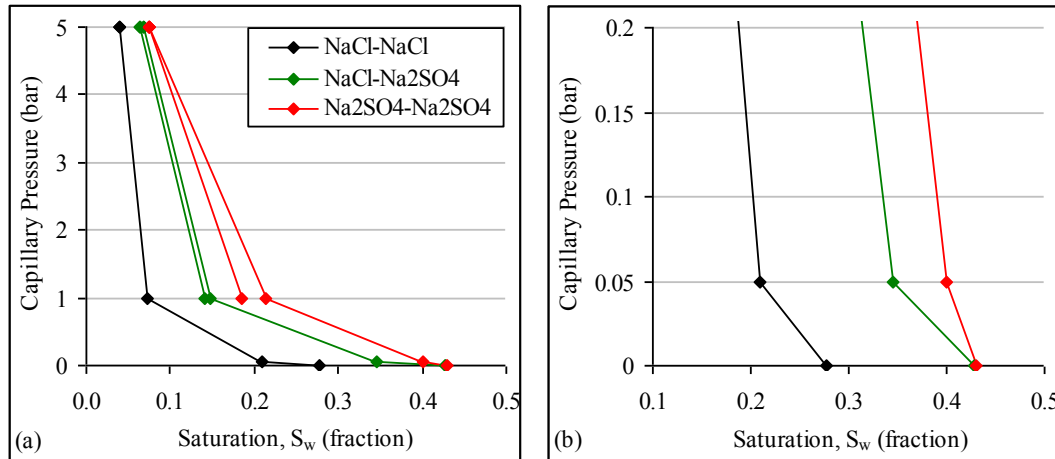 5
4
3
2
1
0
0.0 0.1 0.2 0.3 0.4 0.5
Capillary Pressure (bar)
Saturation, Sw (fraction)
(a)
NaCl-NaCl
NaCl-Na2SO4
Na2SO4-Na2SO4
0.2
0.15
0.1
0.05
0
0.1 0.2 0.3 0.4 0.5
Capillary Pressure (bar)
Saturation, Sw (fraction)
(b)